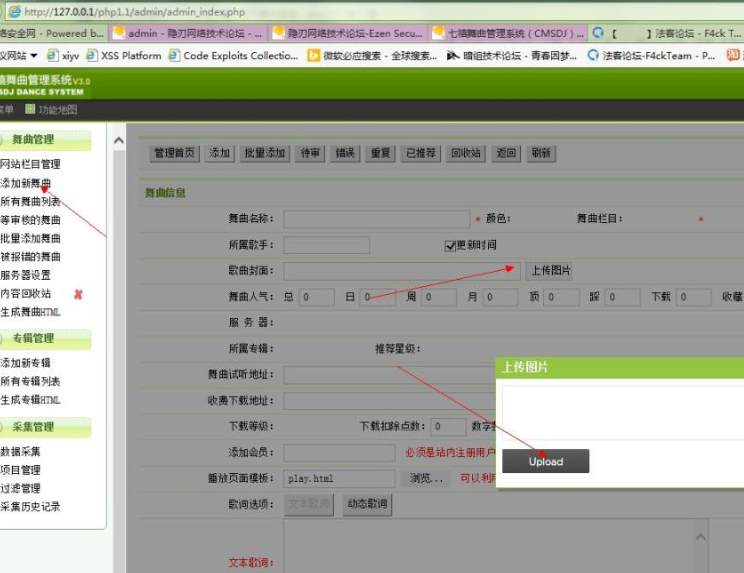 http://127.0.0.1/php1.1/admin/admin_index.php
络安全网 - Powered b... admin - 隐刃网络技术论坛 - ... 隐刃网络技术论坛-Ezen Secu... 七禧舞曲管理系统（CMSDJ）... 【 】法客论坛 - F4ck T...
议网站 xiyv XSS Platform Code Exploits Collectio... 微软必应搜索 - 全球搜索... 暗组技术论坛 - 青春因梦... 法客论坛-F4ckTeam - P...
禧舞曲管理系统V3.0
SDJ DANCE SYSTEM
菜单 功能地图
舞曲管理
网站栏目管理
添加新舞曲
所有舞曲列表
等审核的舞曲
批量添加舞曲
被报错的舞曲
服务器设置
内容回收站
生成舞曲HTML
专辑管理
添加新专辑
所有专辑列表
生成专辑HTML
采集管理
数据采集
项目管理
过滤管理
采集历史记录
管理首页 添加 批量添加 待审 错误 重复 已推荐 回收站 返回 刷新
舞曲信息
舞曲名称： * 颜色： 舞曲栏目： *
所属歌手： 更新时间
歌曲封面： 上传图片
舞曲人气： 总 0 日 0 周 0 月 0 顶 0 踩 0 下载 0 收藏
服 务 器：
所属专辑： 推荐星级：
舞曲试听地址：
收费下载地址：
下载等级： 下载扣除点数： 0 数字
添加会员： 必须是站内注册用户
播放页面模板： play.html 浏览... 可以利
歌词选项： 文本歌词 动态歌词
文本歌词：
上传图片
Upload